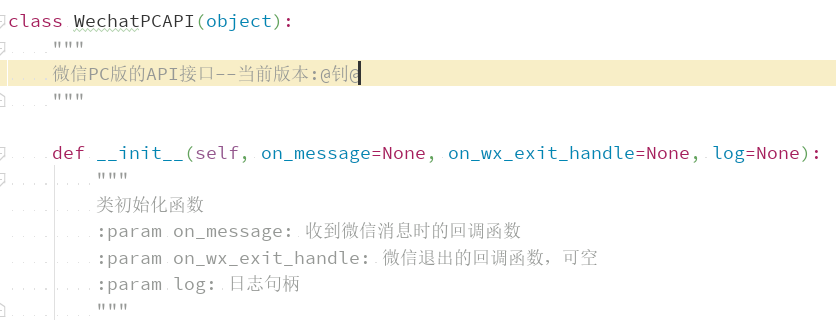 class WechatPCAPI(object):
"""
微信PC版的API接口--当前版本:@钊@
"""
def __init__(self, on_message=None, on_wx_exit_handle=None, log=None):
"""
类初始化函数
:param on_message: 收到微信消息时的回调函数
:param on_wx_exit_handle: 微信退出的回调函数，可空
:param log: 日志句柄
"""